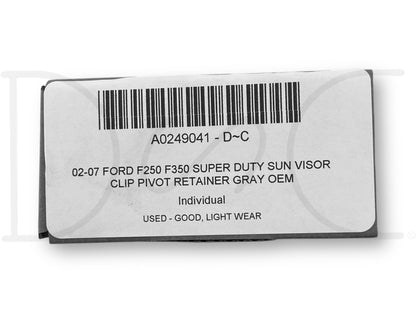 A0249041 - D~C
02-07 FORD F250 F350 SUPER DUTY SUN VISOR
CLIP PIVOT RETAINER GRAY OEM
Individual
USED - GOOD, LIGHT WEAR